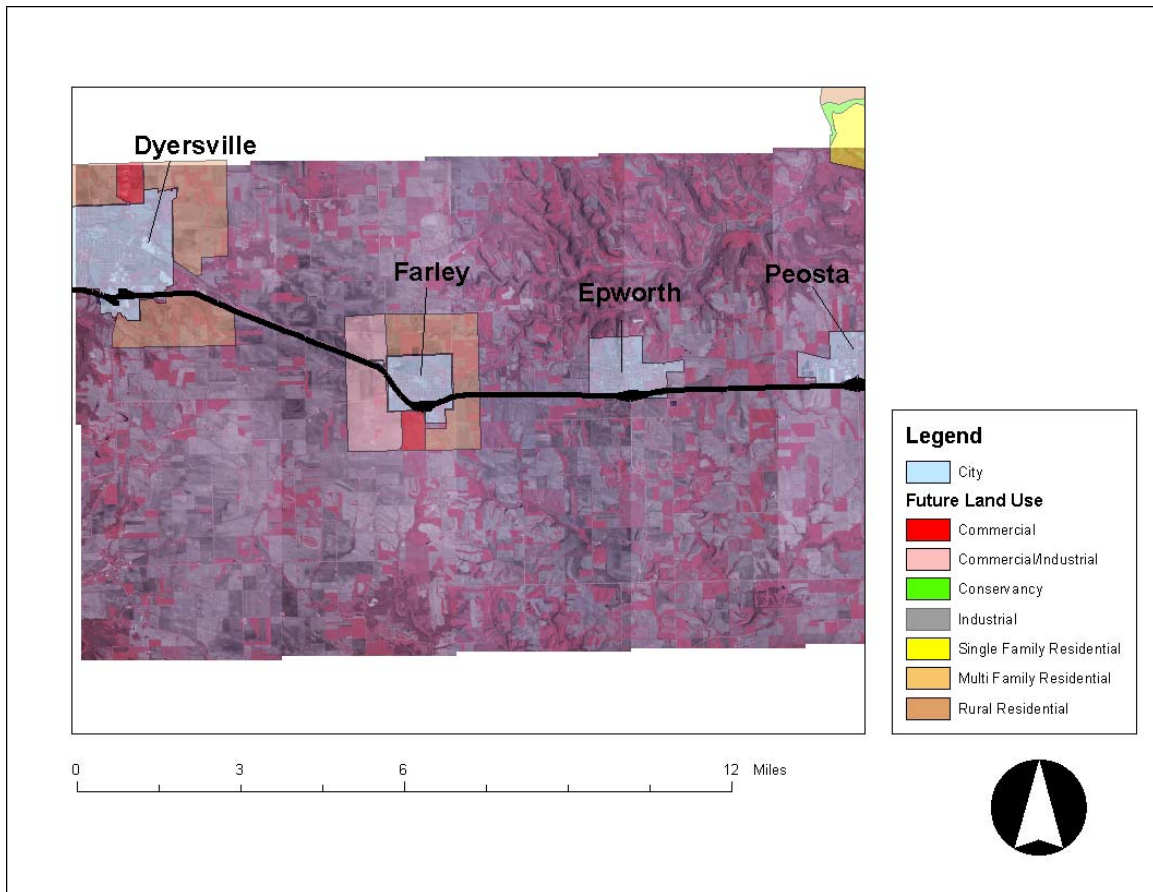 Dyersville
Farley
Epworth
Peosta
Legend
City
Future Land Use
Commercial
Commercial/Industrial
Conservancy
Industrial
Single Family Residential
Multi Family Residential
Rural Residential
0 3 6 12 Miles